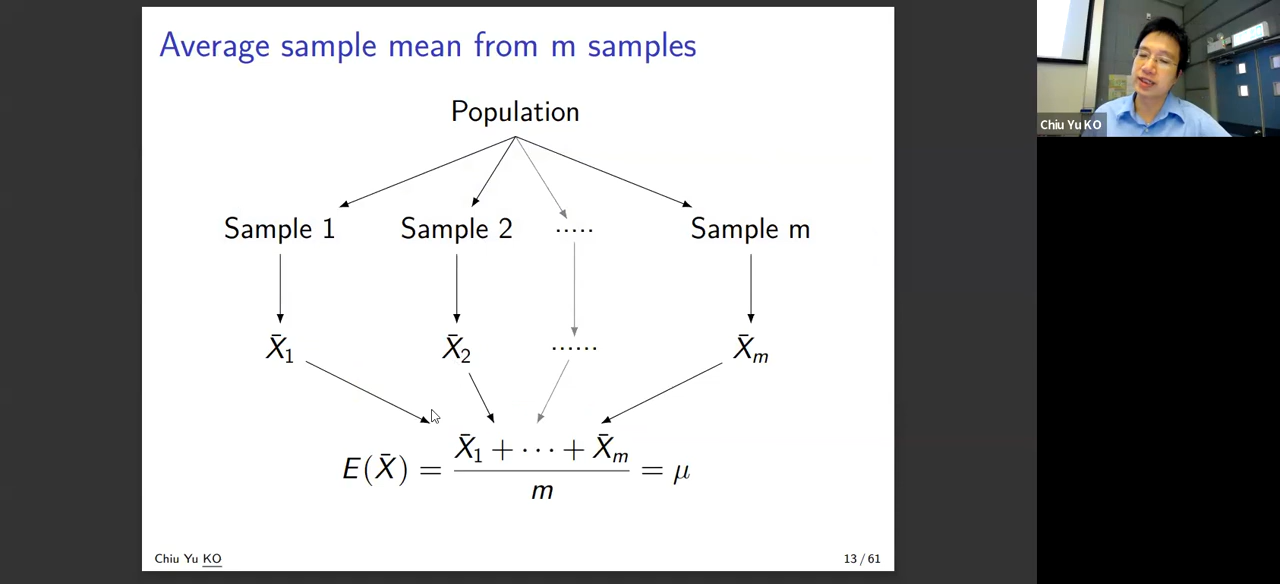 Average sample mean from m samples
Population
Sample 1 Sample 2 ..... Sample m
X̄₁ X̄₂ ...... X̄ₘ
E(X̄) = (X̄₁ + ⋯ + X̄ₘ) / m = μ
Chiu Yu KO 13 / 61
Chiu Yu KO